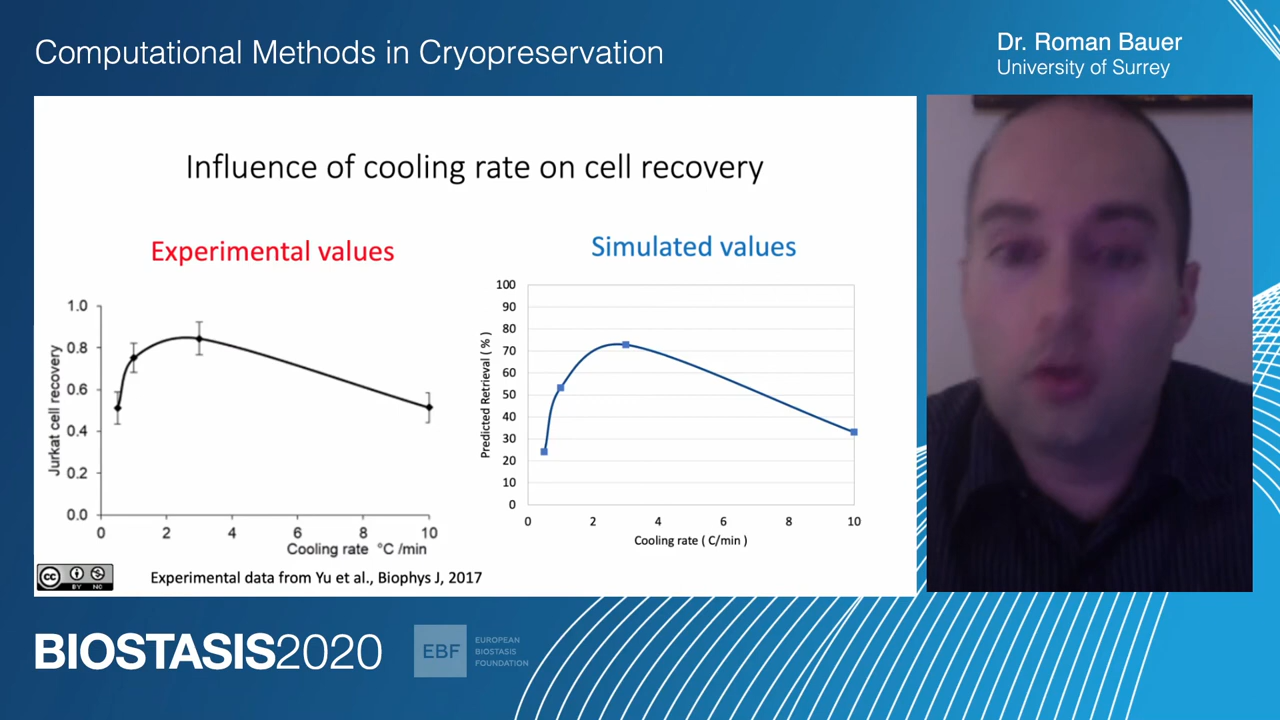 Computational Methods in Cryopreservation
Dr. Roman Bauer
University of Surrey
Influence of cooling rate on cell recovery
Experimental values
Simulated values
Jurkat cell recovery
1.0
0.8
0.6
0.4
0.2
0.0
0 2 4 6 8 10
Cooling rate °C /min
Predicted Retrieval ( % )
100
90
80
70
60
50
40
30
20
10
0
0 2 4 6 8 10
Cooling rate ( C/min )
cc
BY NC
Experimental data from Yu et al., Biophys J, 2017
BIOSTASIS2020
EBF
EUROPEAN
BIOSTASIS
FOUNDATION